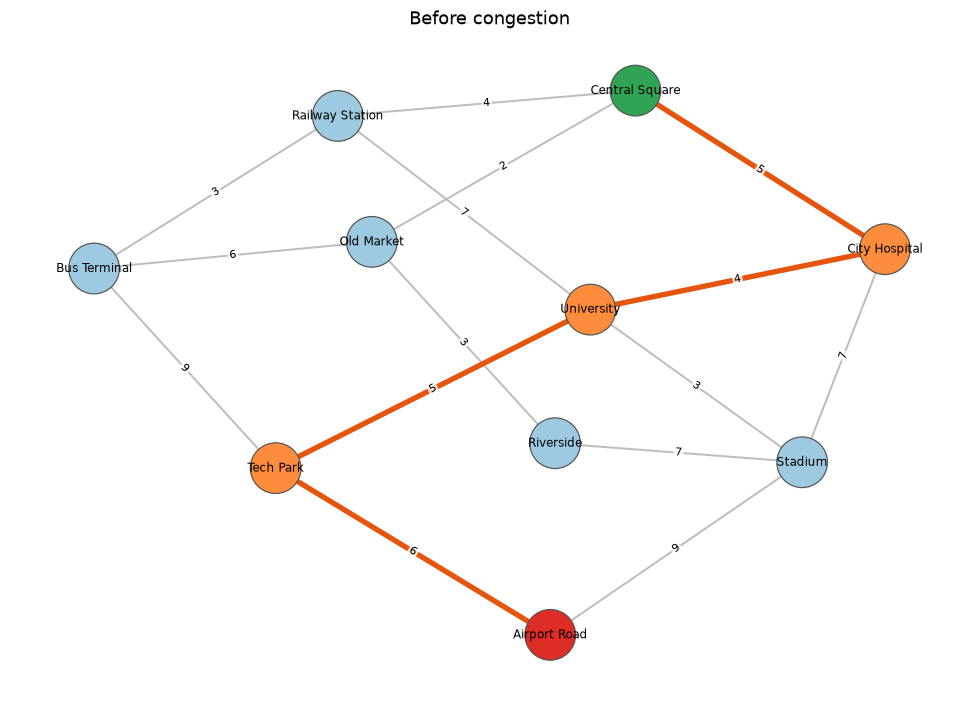 Before congestion
Central Square
4
Railway Station
2
5
3
7
Old Market
City Hospital
6
Bus Terminal
4
University
3
7
9
3
5
Riverside
7
Stadium
Tech Park
6
9
Airport Road